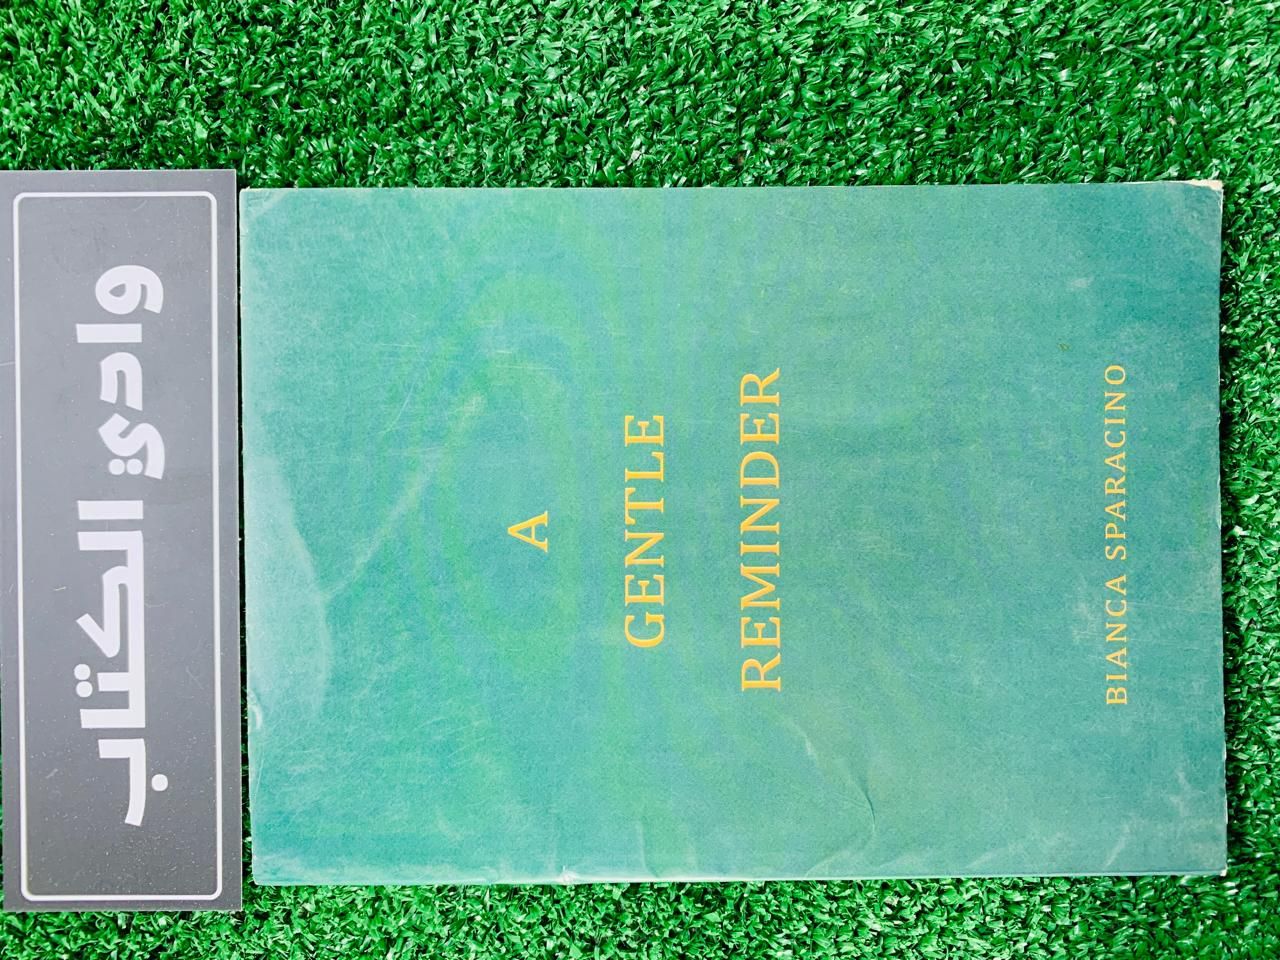 وادي الكتاب
A
GENTLE
REMINDER
BIANCA SPARACINO